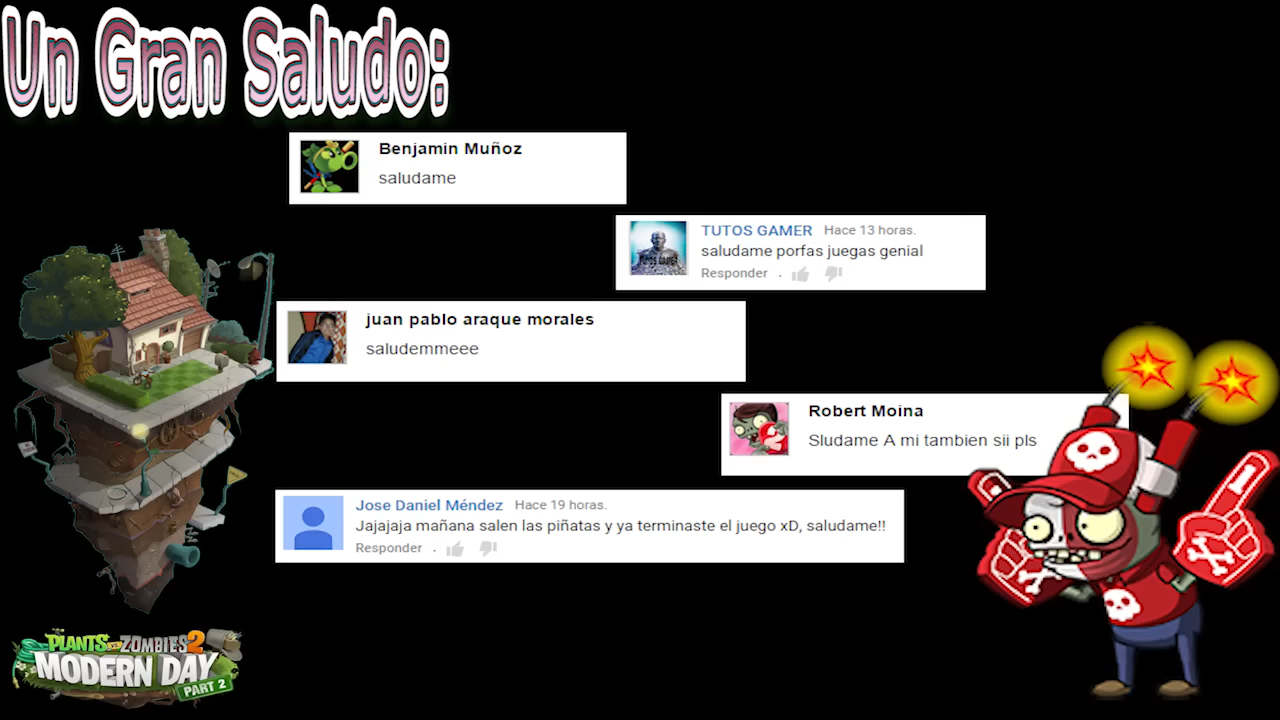 Un Gran Saludo:
Benjamin Muñoz
saludame
TUTOS GAMER Hace 13 horas.
saludame porfas juegas genial
Responder .
TUTOS GAMER
juan pablo araque morales
saludemmeee
Robert Moina
Sludame A mi tambien sii pls
Jose Daniel Méndez Hace 19 horas.
Jajajaja mañana salen las piñatas y ya terminaste el juego xD, saludame!!
Responder .
PLANTS vs. ZOMBIES 2
MODERN DAY
PART 2